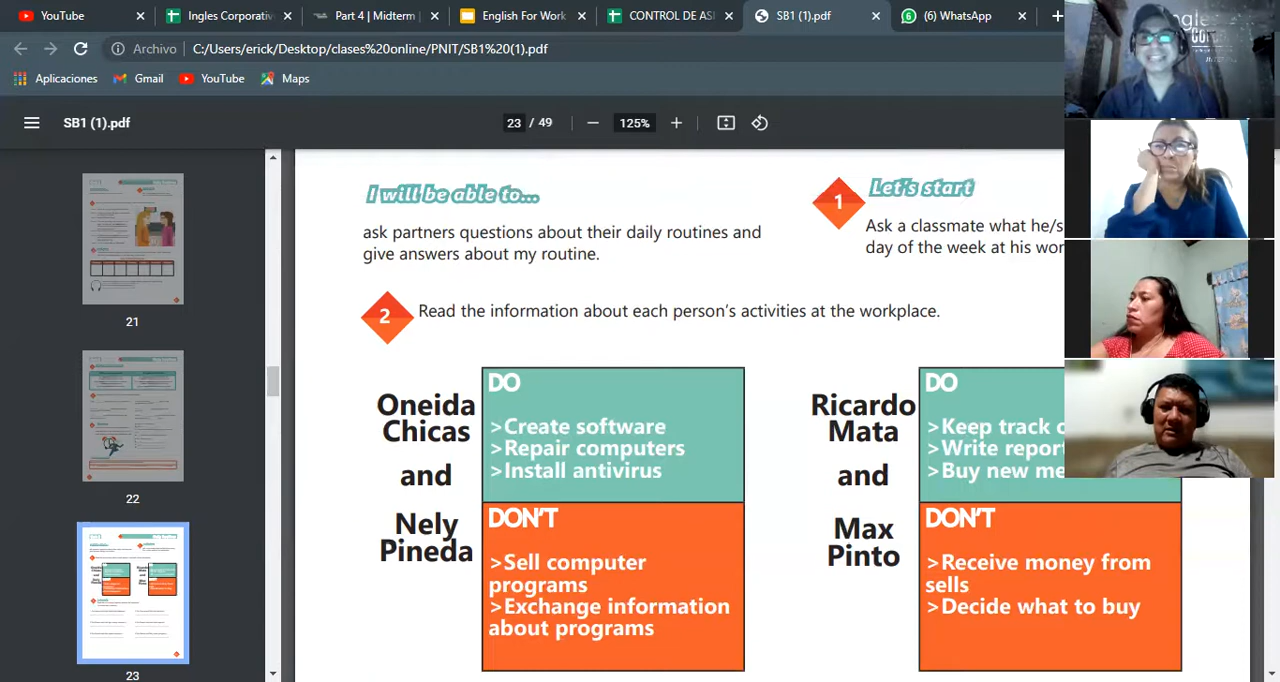 YouTube
Ingles Corporativ
Part 4 | Midterm
English For Work
CONTROL DE ASI
SB1 (1).pdf
(6) WhatsApp
Archivo
C:/Users/erick/Desktop/clases%20online/PNIT/SB1%20(1).pdf
Aplicaciones
Gmail
YouTube
Maps
SB1 (1).pdf
23 / 49
125%
21
22
23
I will be able to...
ask partners questions about their daily routines and
give answers about my routine.
1
Let's start
Ask a classmate what he/s
day of the week at his wor
2
Read the information about each person's activities at the workplace.
Oneida
Chicas
and
Nely
Pineda
DO
>Create software
>Repair computers
>Install antivirus
DON'T
>Sell computer
programs
>Exchange information
about programs
Ricardo
Mata
and
Max
Pinto
DO
>Keep track
>Write repor
>Buy new me
DON'T
>Receive money from
sells
>Decide what to buy